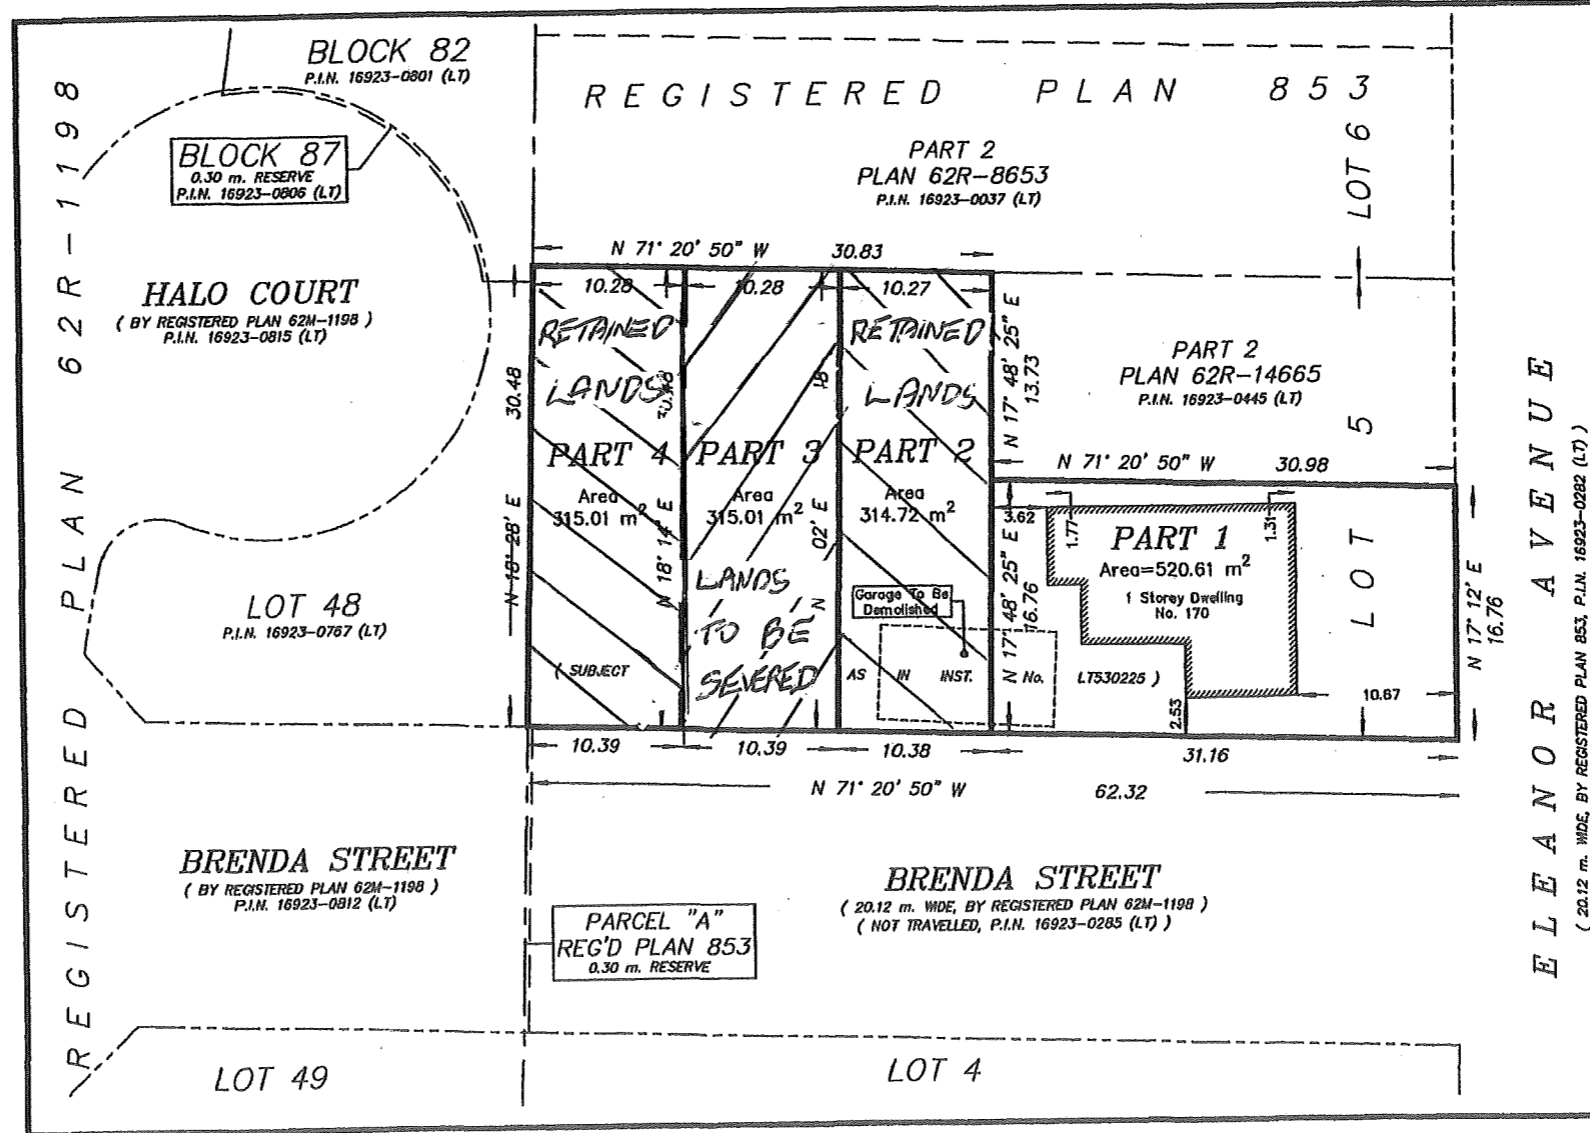 BLOCK 82
P.I.N. 16923-0801 (LT)
REGISTERED PLAN 853
BLOCK 87
0.30 m. RESERVE
P.I.N. 16923-0806 (LT)
PART 2
PLAN 62R-8653
P.I.N. 16923-0037 (LT)
LOT 6
REGISTERED PLAN 62R-1198
HALO COURT
( BY REGISTERED PLAN 62M-1198 )
P.I.N. 16923-0815 (LT)
N 71° 20' 50" W 30.83
10.28
10.28
10.27
RETAINED
LANDS
RETAINED
LANDS
30.48
30.48
N 17° 48' 25" E
13.73
PART 2
PLAN 62R-14665
P.I.N. 16923-0445 (LT)
N 71° 20' 50" W 30.98
PART 4
Area
315.01 m²
PART 3
Area
315.01 m²
PART 2
Area
314.72 m²
N 18° 28' E
N 18° 14' E
N 18° 02' E
3.62
1.77
1.31
PART 1
Area=520.61 m²
1 Storey Dwelling
No. 170
LOT 5
N 17° 48' 25" E
16.76
N 17° 12' E
16.76
LANDS
TO BE
SEVERED
Garage To Be
Demolished
LOT 48
P.I.N. 16923-0767 (LT)
( SUBJECT AS IN INST. No. LT530225 )
2.53
10.67
10.39
10.39
10.38
31.16
N 71° 20' 50" W 62.32
BRENDA STREET
( BY REGISTERED PLAN 62M-1198 )
P.I.N. 16923-0812 (LT)
BRENDA STREET
( 20.12 m. WIDE, BY REGISTERED PLAN 62M-1198 )
( NOT TRAVELLED, P.I.N. 16923-0285 (LT) )
PARCEL "A"
REG'D PLAN 853
0.30 m. RESERVE
ELEANOR AVENUE
( 20.12 m. WIDE, BY REGISTERED PLAN 853, P.I.N. 16923-0282 (LT) )
LOT 49
LOT 4